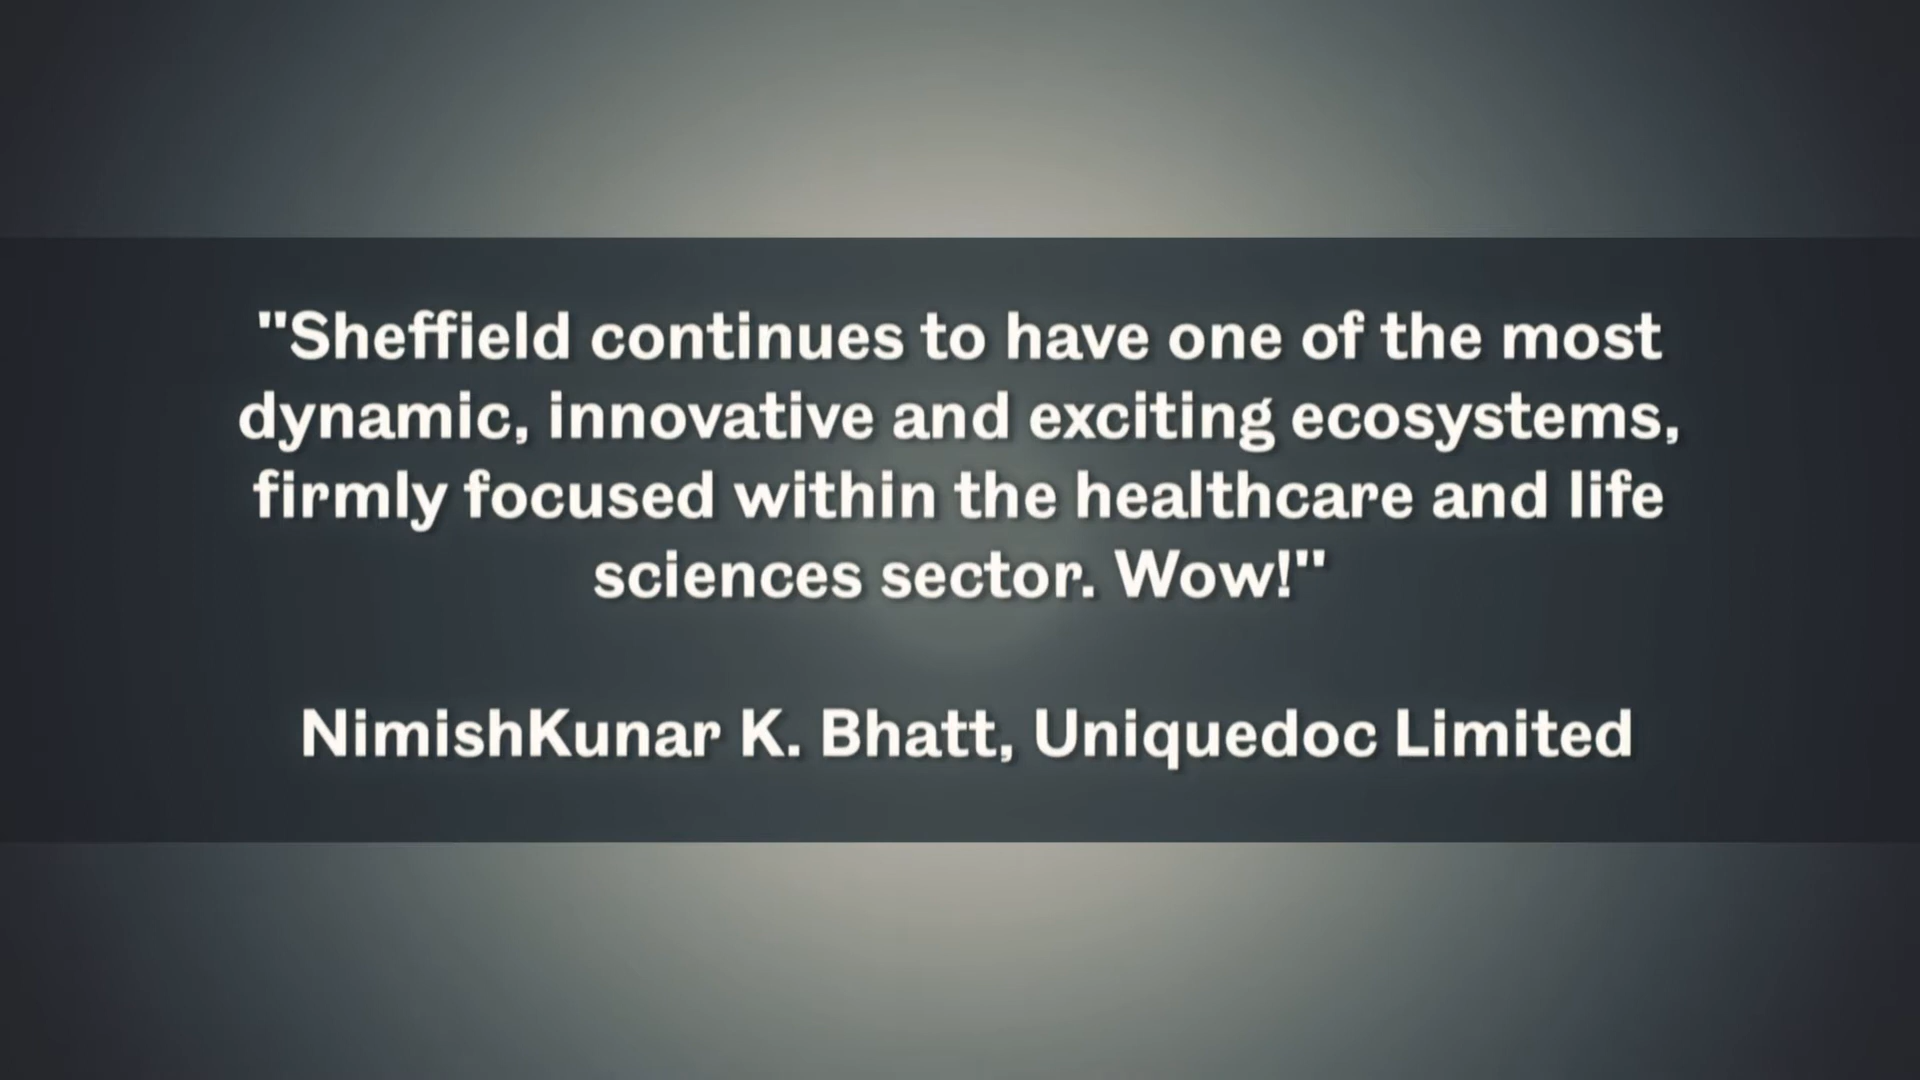 "Sheffield continues to have one of the most
dynamic, innovative and exciting ecosystems,
firmly focused within the healthcare and life
sciences sector. Wow!"
NimishKunar K. Bhatt, Uniquedoc Limited